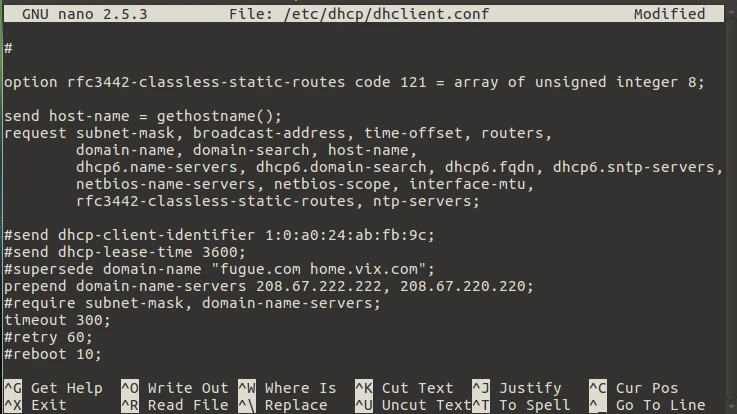 GNU nano 2.5.3 File: /etc/dhcp/dhclient.conf Modified
#
option rfc3442-classless-static-routes code 121 = array of unsigned integer 8;
send host-name = gethostname();
request subnet-mask, broadcast-address, time-offset, routers,
domain-name, domain-search, host-name,
dhcp6.name-servers, dhcp6.domain-search, dhcp6.fqdn, dhcp6.sntp-servers,
netbios-name-servers, netbios-scope, interface-mtu,
rfc3442-classless-static-routes, ntp-servers;
#send dhcp-client-identifier 1:0:a0:24:ab:fb:9c;
#send dhcp-lease-time 3600;
#supersede domain-name "fugue.com home.vix.com";
prepend domain-name-servers 208.67.222.222, 208.67.220.220;
#require subnet-mask, domain-name-servers;
timeout 300;
#retry 60;
#reboot 10;
^G Get Help ^O Write Out ^W Where Is ^K Cut Text ^J Justify ^C Cur Pos
^X Exit ^R Read File ^\ Replace ^U Uncut Text ^T To Spell ^_ Go To Line